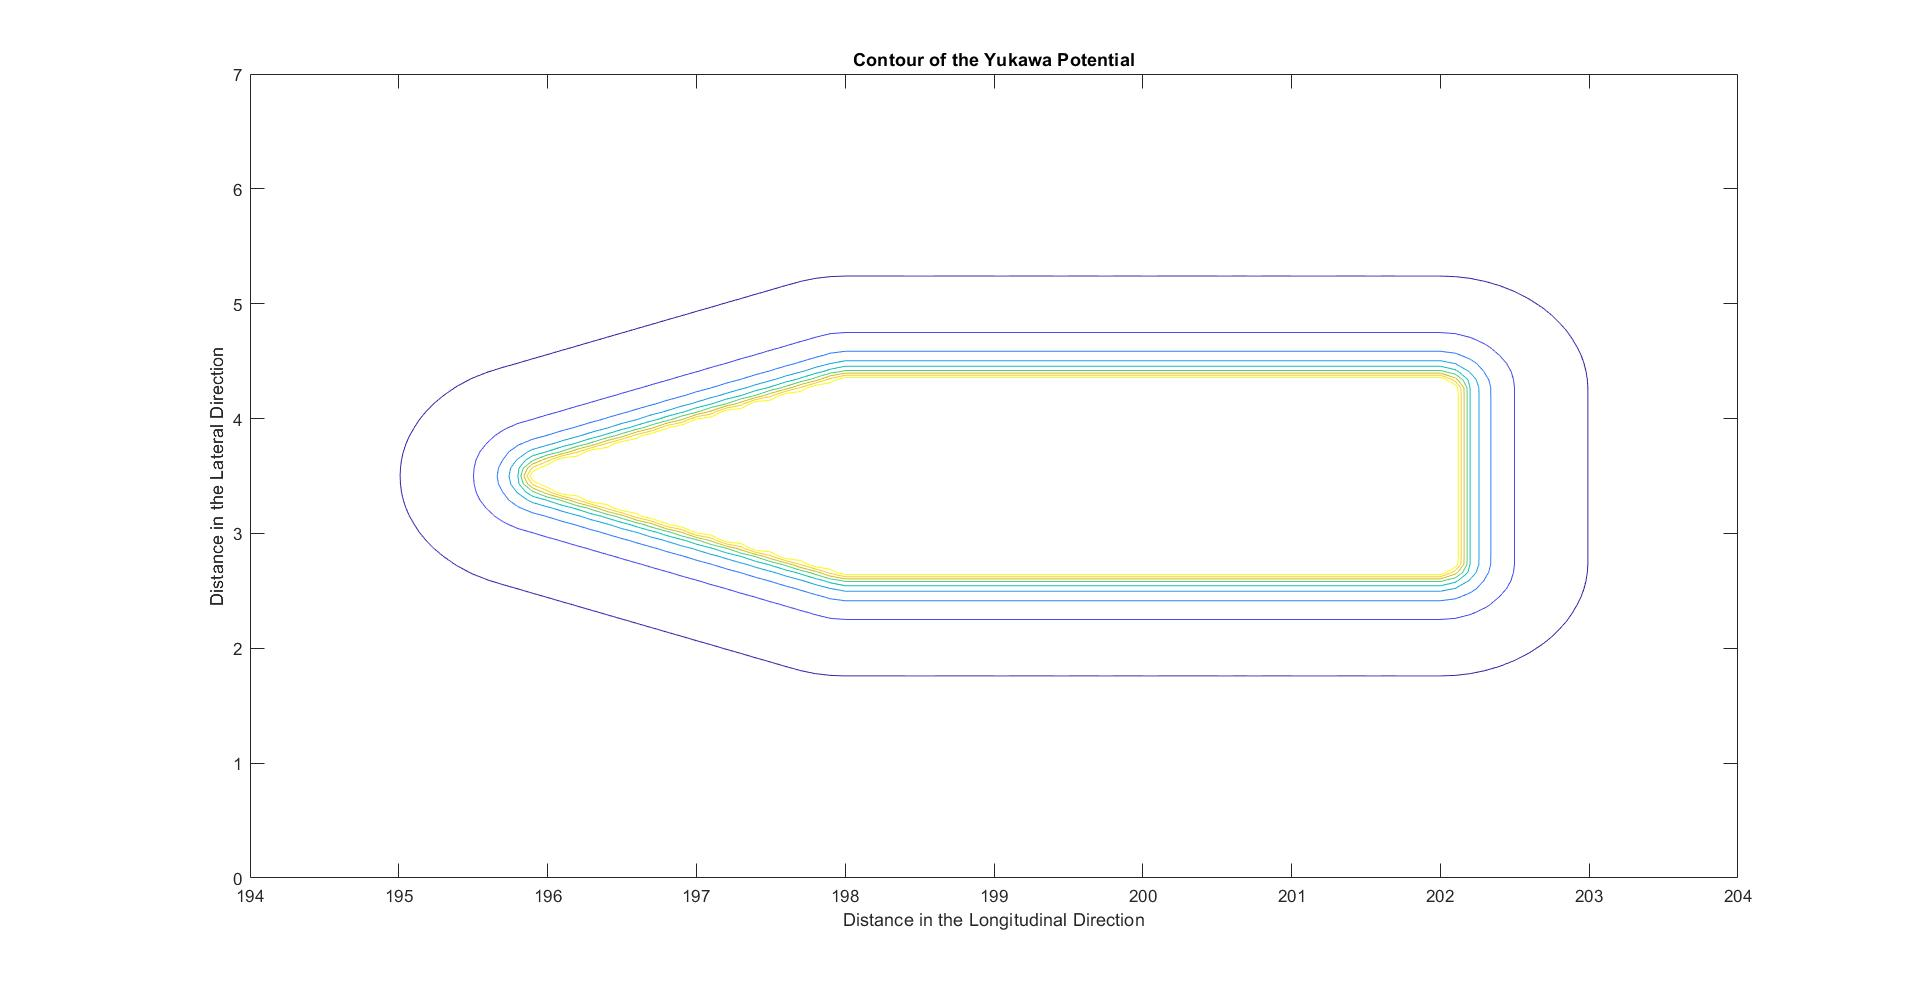 Contour of the Yukawa Potential
7
6
5
4
3
2
1
0
Distance in the Lateral Direction
194 195 196 197 198 199 200 201 202 203 204
Distance in the Longitudinal Direction